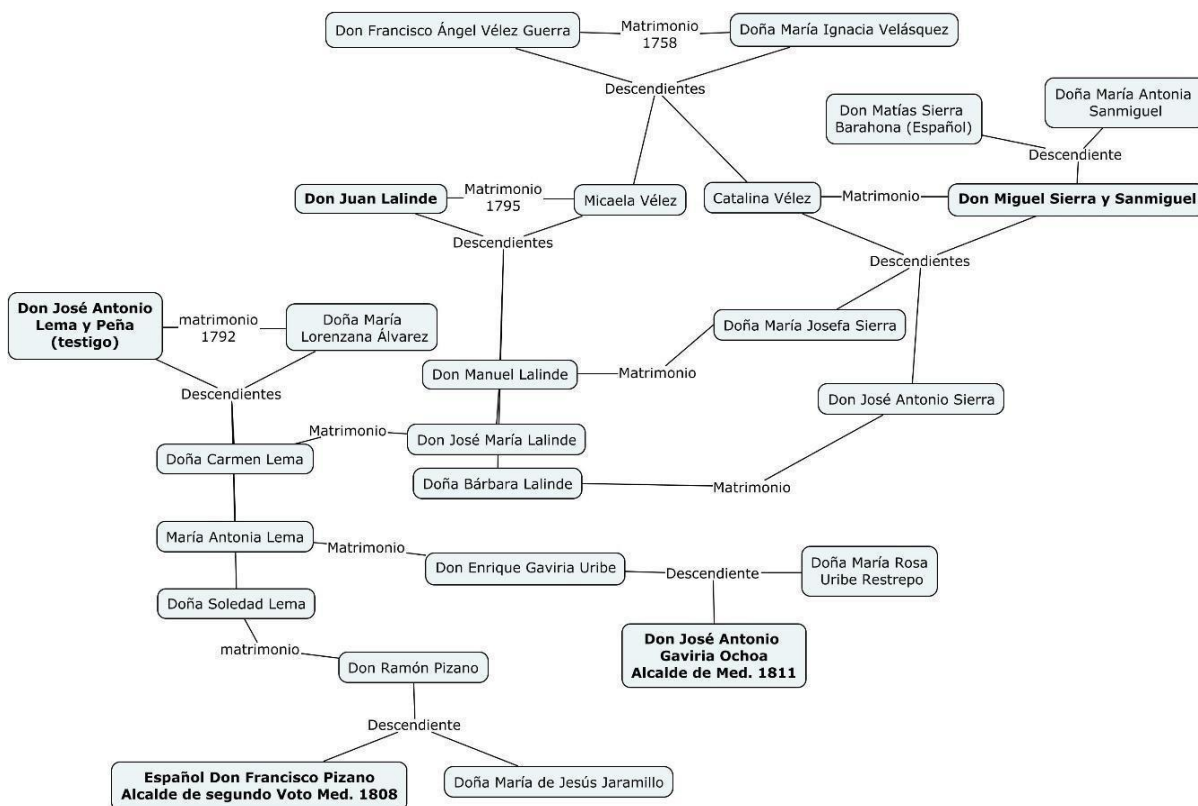 Don Francisco Ángel Vélez Guerra
Matrimonio
1758
Doña María Ignacia Velásquez
Descendientes
Don Matías Sierra
Barahona (Español)
Doña María Antonia
Sanmiguel
Descendiente
Don Juan Lalinde
Matrimonio
1795
Micaela Vélez
Catalina Vélez
Matrimonio
Don Miguel Sierra y Sanmiguel
Descendientes
Descendientes
Don José Antonio
Lema y Peña
(testigo)
matrimonio
1792
Doña María
Lorenzana Álvarez
Doña María Josefa Sierra
Don Manuel Lalinde
Matrimonio
Descendientes
Don José Antonio Sierra
Matrimonio
Don José María Lalinde
Doña Carmen Lema
Doña Bárbara Lalinde
Matrimonio
María Antonia Lema
Matrimonio
Don Enrique Gaviria Uribe
Descendiente
Doña María Rosa
Uribe Restrepo
Doña Soledad Lema
matrimonio
Don José Antonio
Gaviria Ochoa
Alcalde de Med. 1811
Don Ramón Pizano
Descendiente
Español Don Francisco Pizano
Alcalde de segundo Voto Med. 1808
Doña María de Jesús Jaramillo